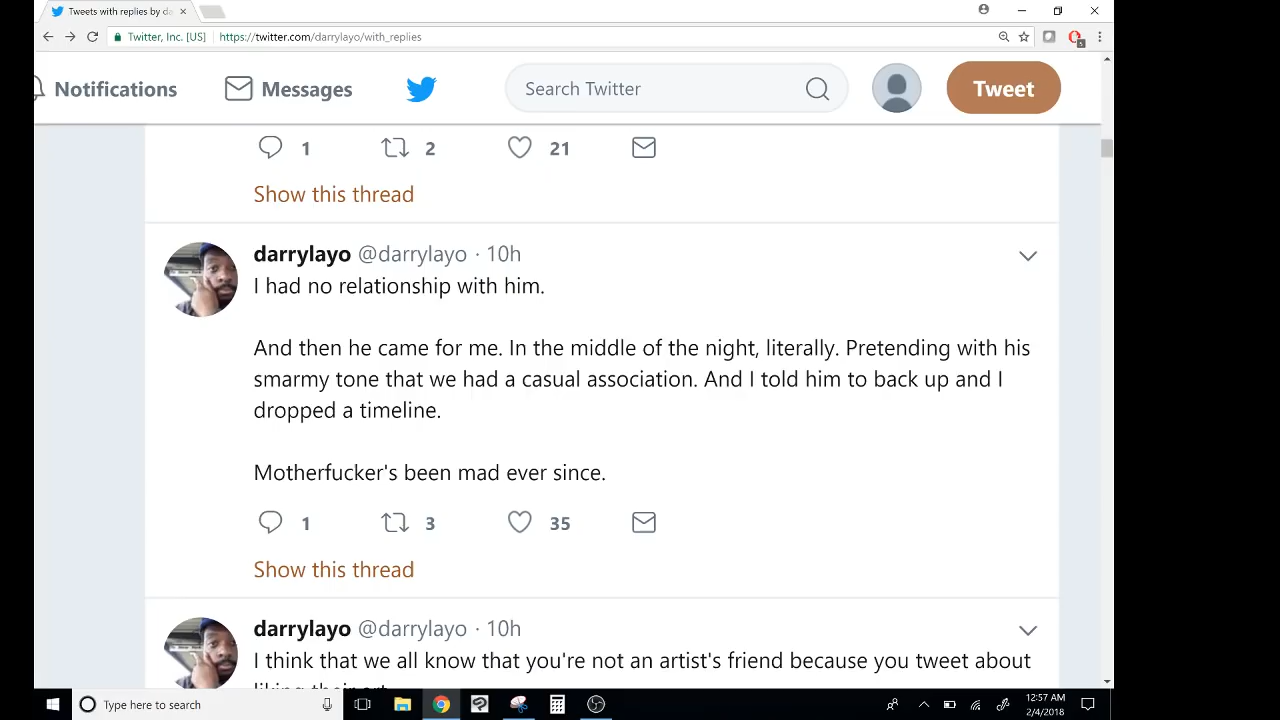 Tweets with replies by da
Twitter, Inc. [US] https://twitter.com/darrylayo/with_replies
5
Notifications Messages Search Twitter Tweet
1 2 21
Show this thread
darrylayo @darrylayo · 10h
I had no relationship with him.
And then he came for me. In the middle of the night, literally. Pretending with his
smarmy tone that we had a casual association. And I told him to back up and I
dropped a timeline.
Motherfucker's been mad ever since.
1 3 35
Show this thread
darrylayo @darrylayo · 10h
I think that we all know that you're not an artist's friend because you tweet about
liking their art
Type here to search
12:57 AM
2/4/2018